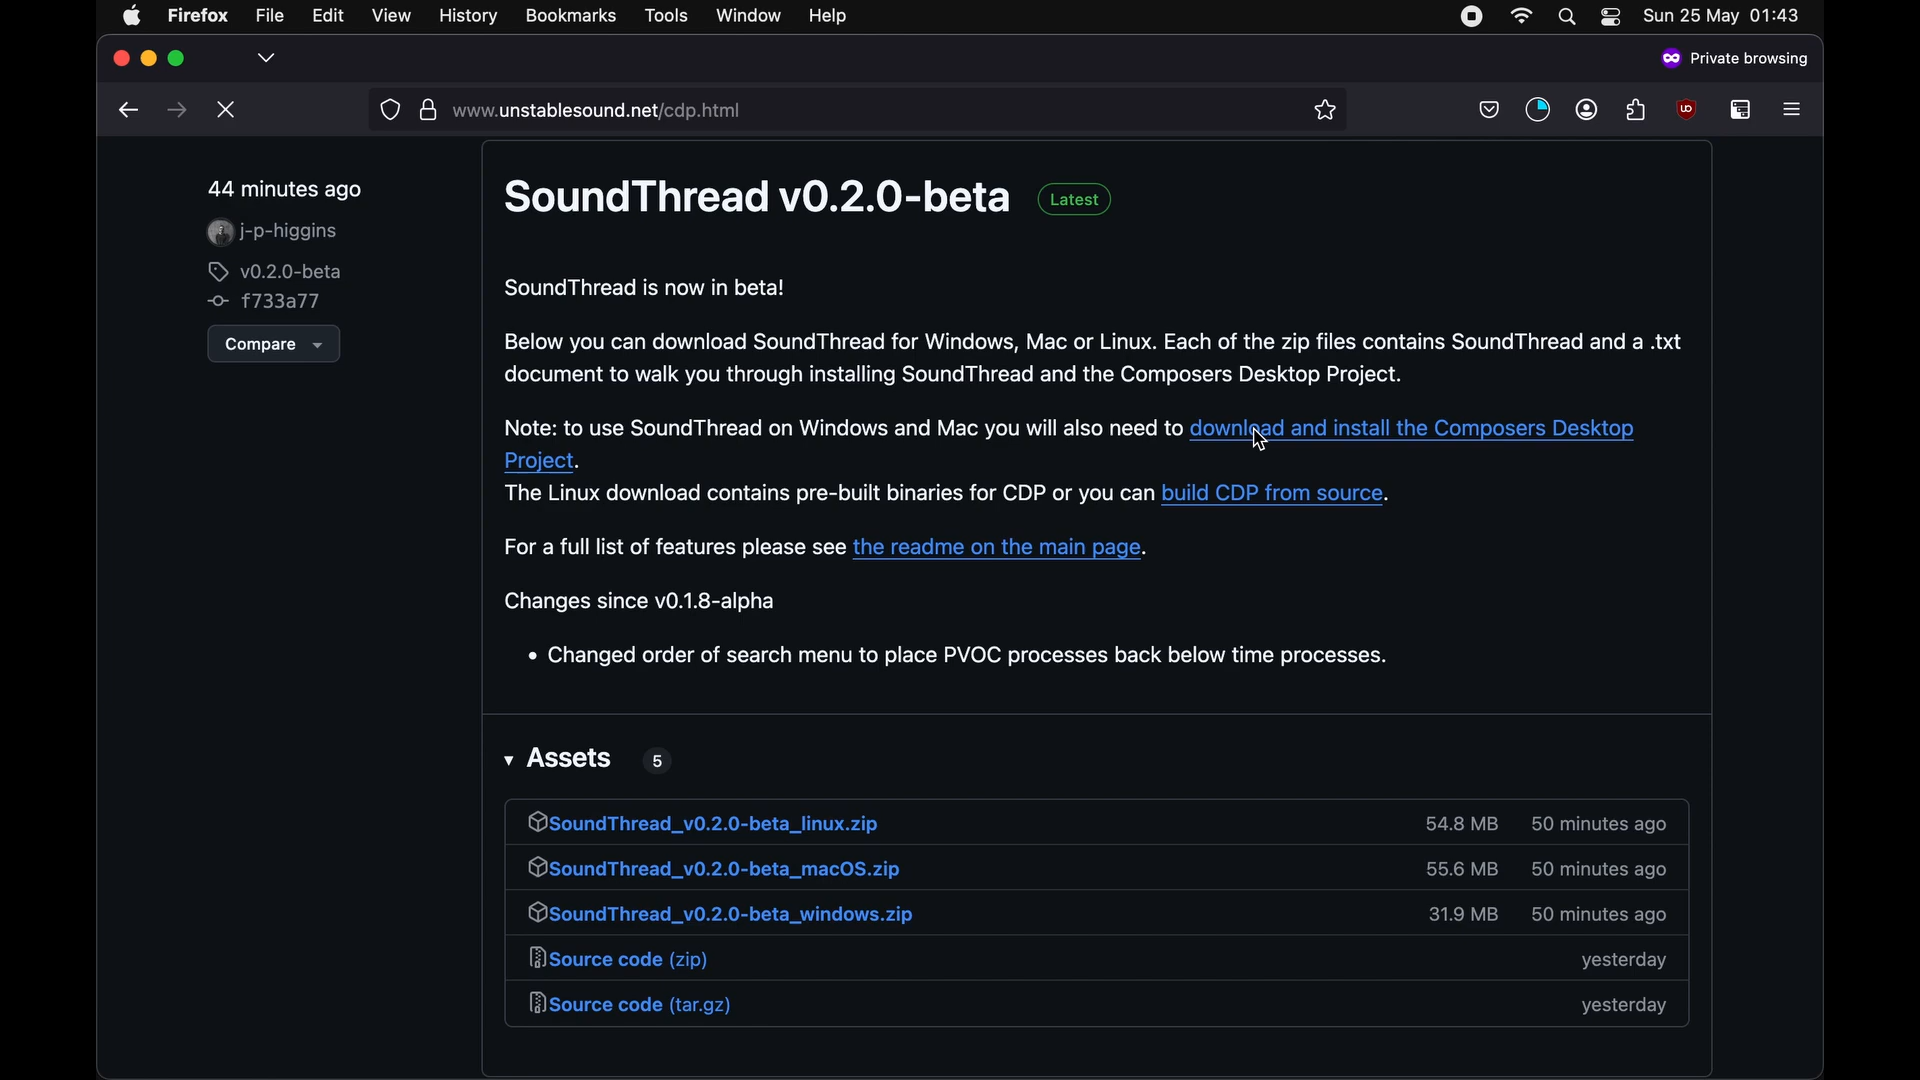 Firefox File Edit View History Bookmarks Tools Window Help Sun 25 May 01:43
Private browsing
www.unstablesound.net/cdp.html
44 minutes ago
j-p-higgins
v0.2.0-beta
f733a77
Compare
SoundThread v0.2.0-beta Latest
SoundThread is now in beta!
Below you can download SoundThread for Windows, Mac or Linux. Each of the zip files contains SoundThread and a .txt
document to walk you through installing SoundThread and the Composers Desktop Project.
Note: to use SoundThread on Windows and Mac you will also need to download and install the Composers Desktop
Project.
The Linux download contains pre-built binaries for CDP or you can build CDP from source.
For a full list of features please see the readme on the main page.
Changes since v0.1.8-alpha
• Changed order of search menu to place PVOC processes back below time processes.
Assets 5
SoundThread_v0.2.0-beta_linux.zip 54.8 MB 50 minutes ago
SoundThread_v0.2.0-beta_macOS.zip 55.6 MB 50 minutes ago
SoundThread_v0.2.0-beta_windows.zip 31.9 MB 50 minutes ago
Source code (zip) yesterday
Source code (tar.gz) yesterday